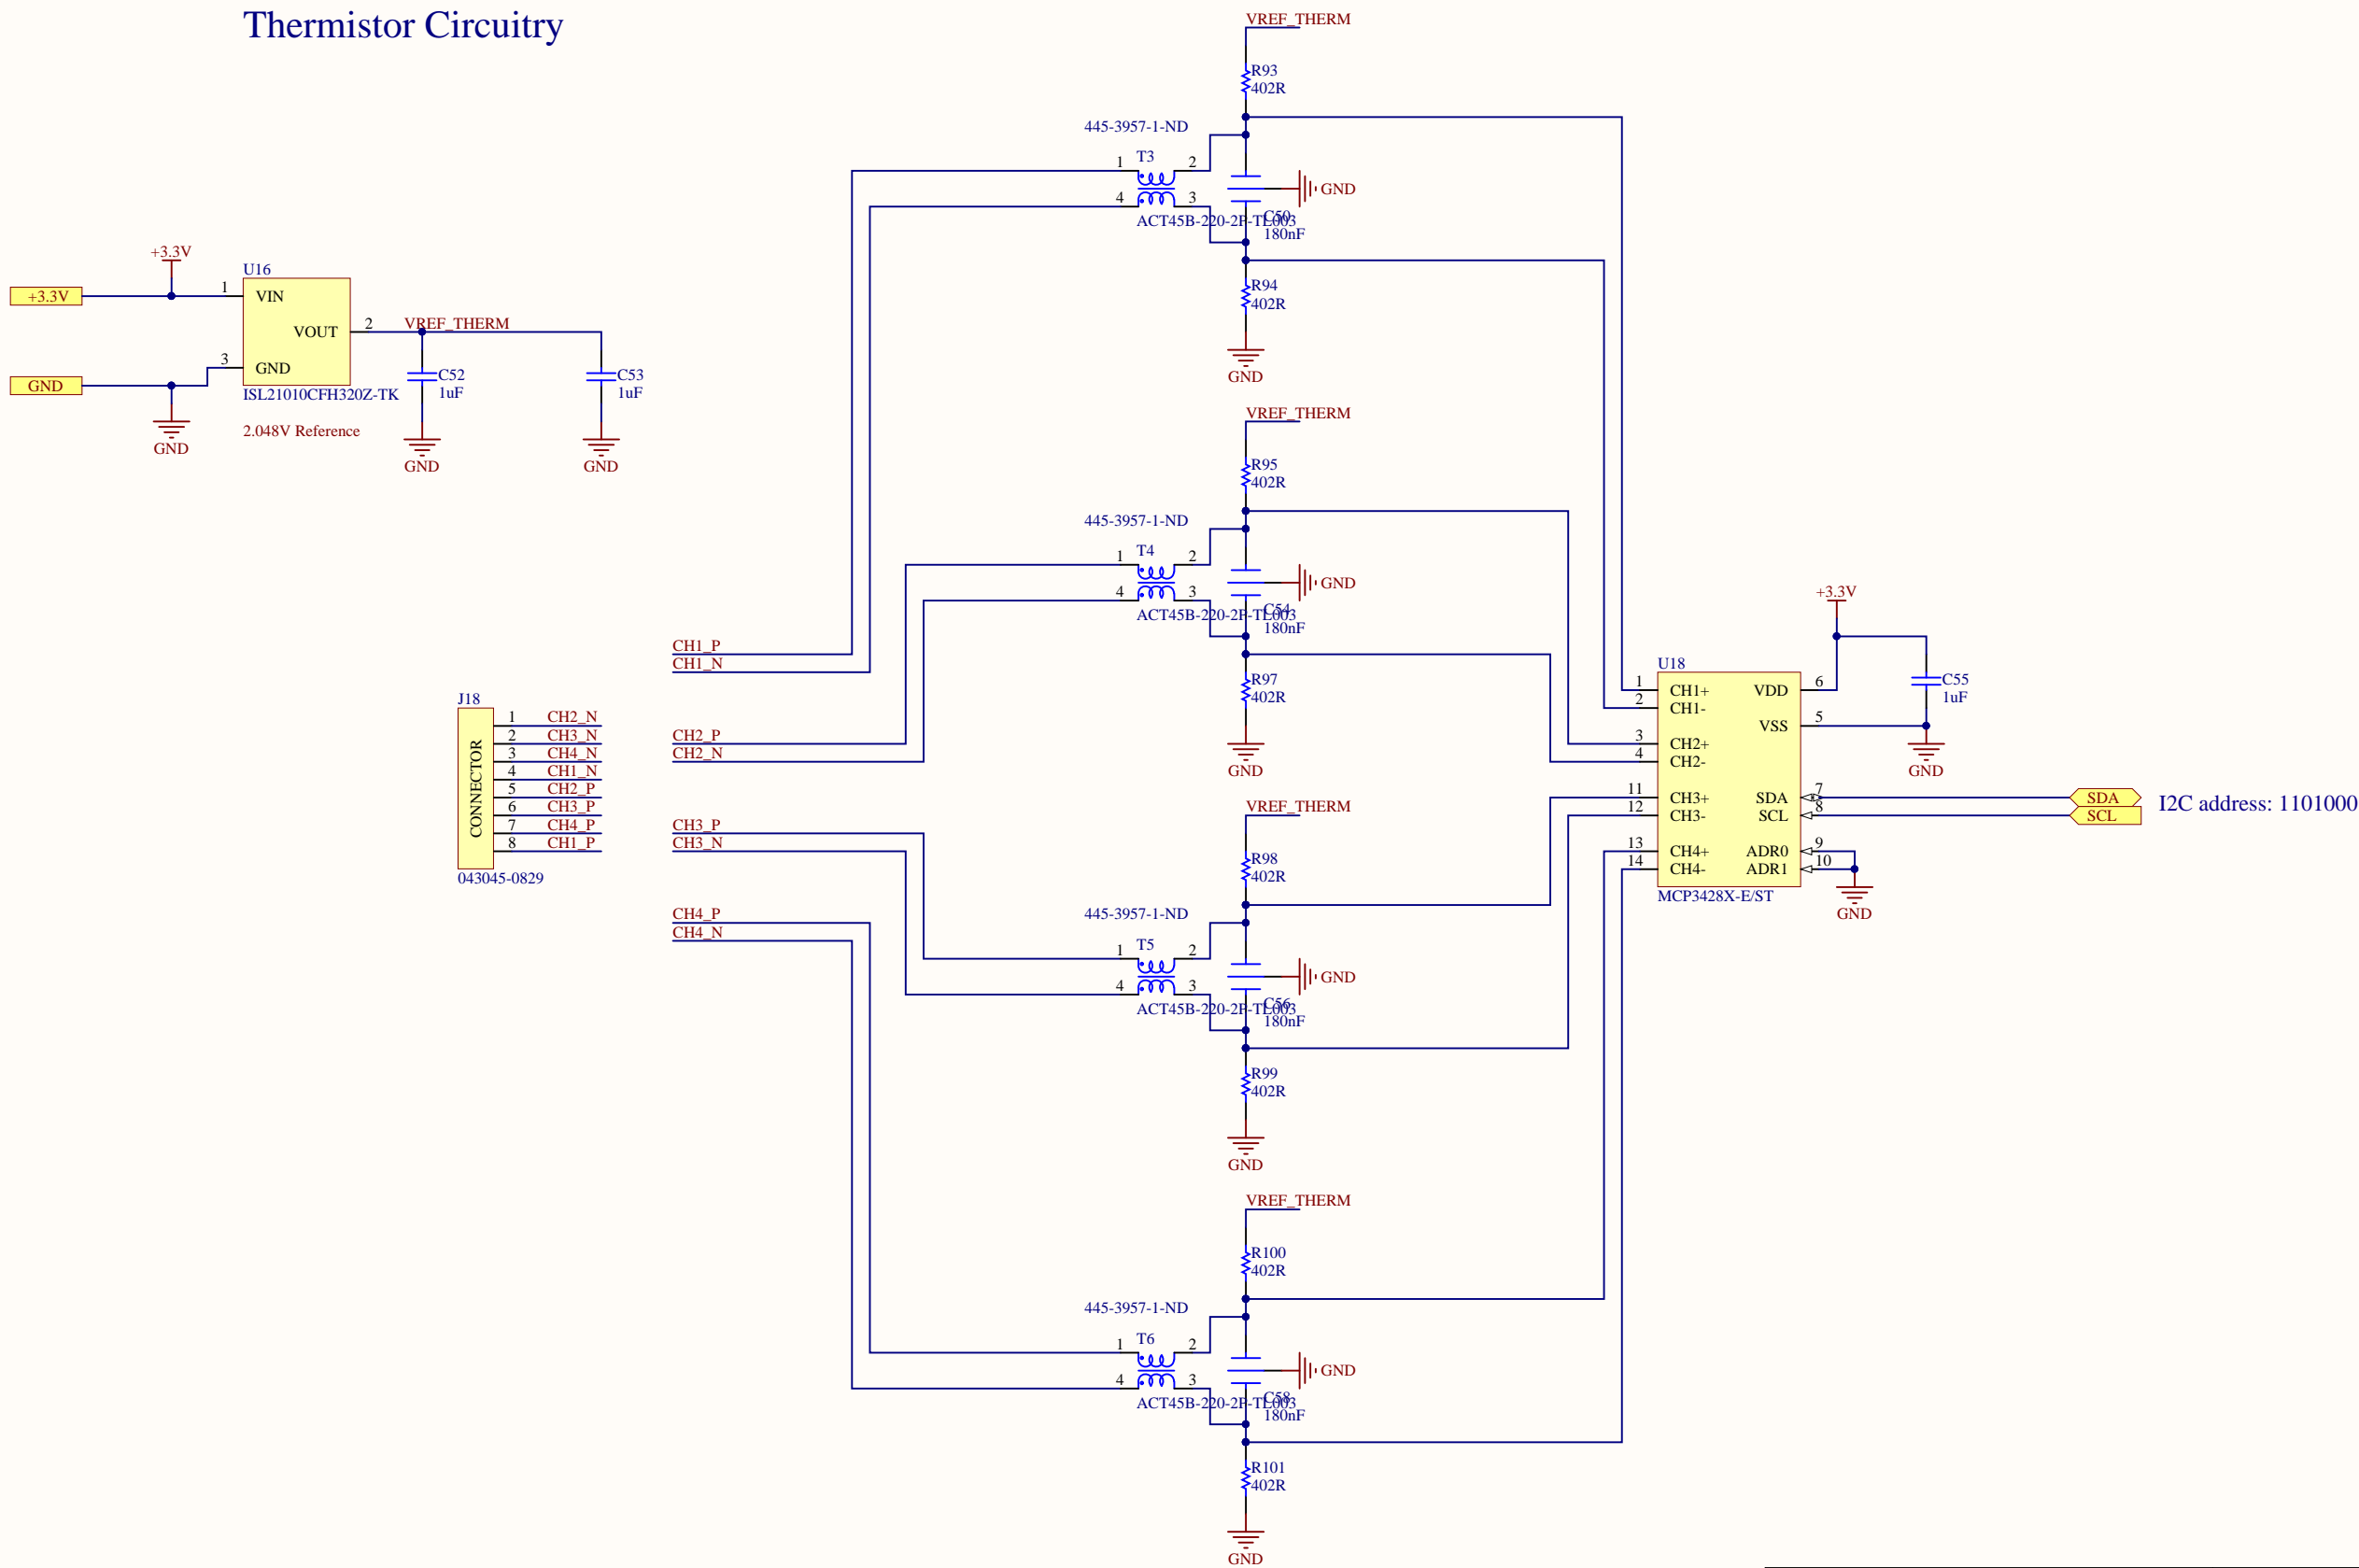 Thermistor Circuitry
+3.3V
+3.3V
GND
GND
U16
1
VIN
VOUT
2
3
GND
ISL21010CFH320Z-TK
2.048V Reference
VREF_THERM
C52
1uF
GND
C53
1uF
GND
J18
CONNECTOR
1 CH2_N
2 CH3_N
3 CH4_N
4 CH1_N
5 CH2_P
6 CH3_P
7 CH4_P
8 CH1_P
043045-0829
CH1_P
CH1_N
CH2_P
CH2_N
CH3_P
CH3_N
CH4_P
CH4_N
VREF_THERM
R93
402R
445-3957-1-ND
T3
1 2
4 3
ACT45B-220-2P-TL003
GND
C50
180nF
R94
402R
GND
VREF_THERM
R95
402R
445-3957-1-ND
T4
1 2
4 3
ACT45B-220-2P-TL003
GND
C54
180nF
R97
402R
GND
VREF_THERM
R98
402R
445-3957-1-ND
T5
1 2
4 3
ACT45B-220-2P-TL003
GND
C56
180nF
R99
402R
GND
VREF_THERM
R100
402R
445-3957-1-ND
T6
1 2
4 3
ACT45B-220-2P-TL003
GND
C58
180nF
R101
402R
GND
+3.3V
U18
1 CH1+ VDD 6
2 CH1-
VSS 5
3 CH2+
4 CH2-
11 CH3+ SDA 7
12 CH3- SCL 8
13 CH4+ ADR0 9
14 CH4- ADR1 10
MCP3428X-E/ST
C55
1uF
GND
GND
SDA
SCL
I2C address: 1101000